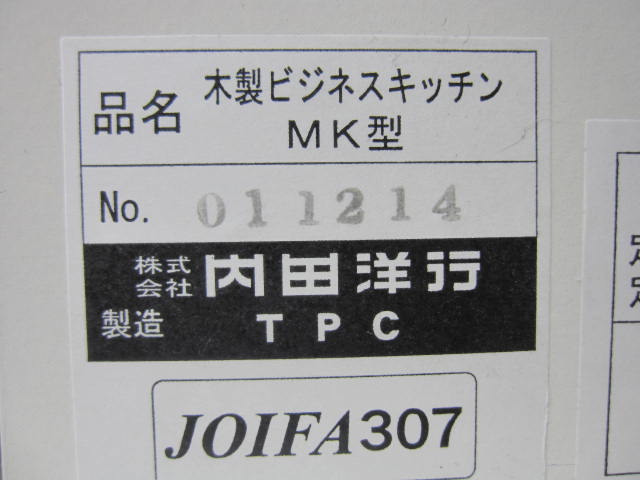 品名 木製ビジネスキッチン
MK型
No. 011214
株式会社 内田洋行
製造 TPC
JOIFA307